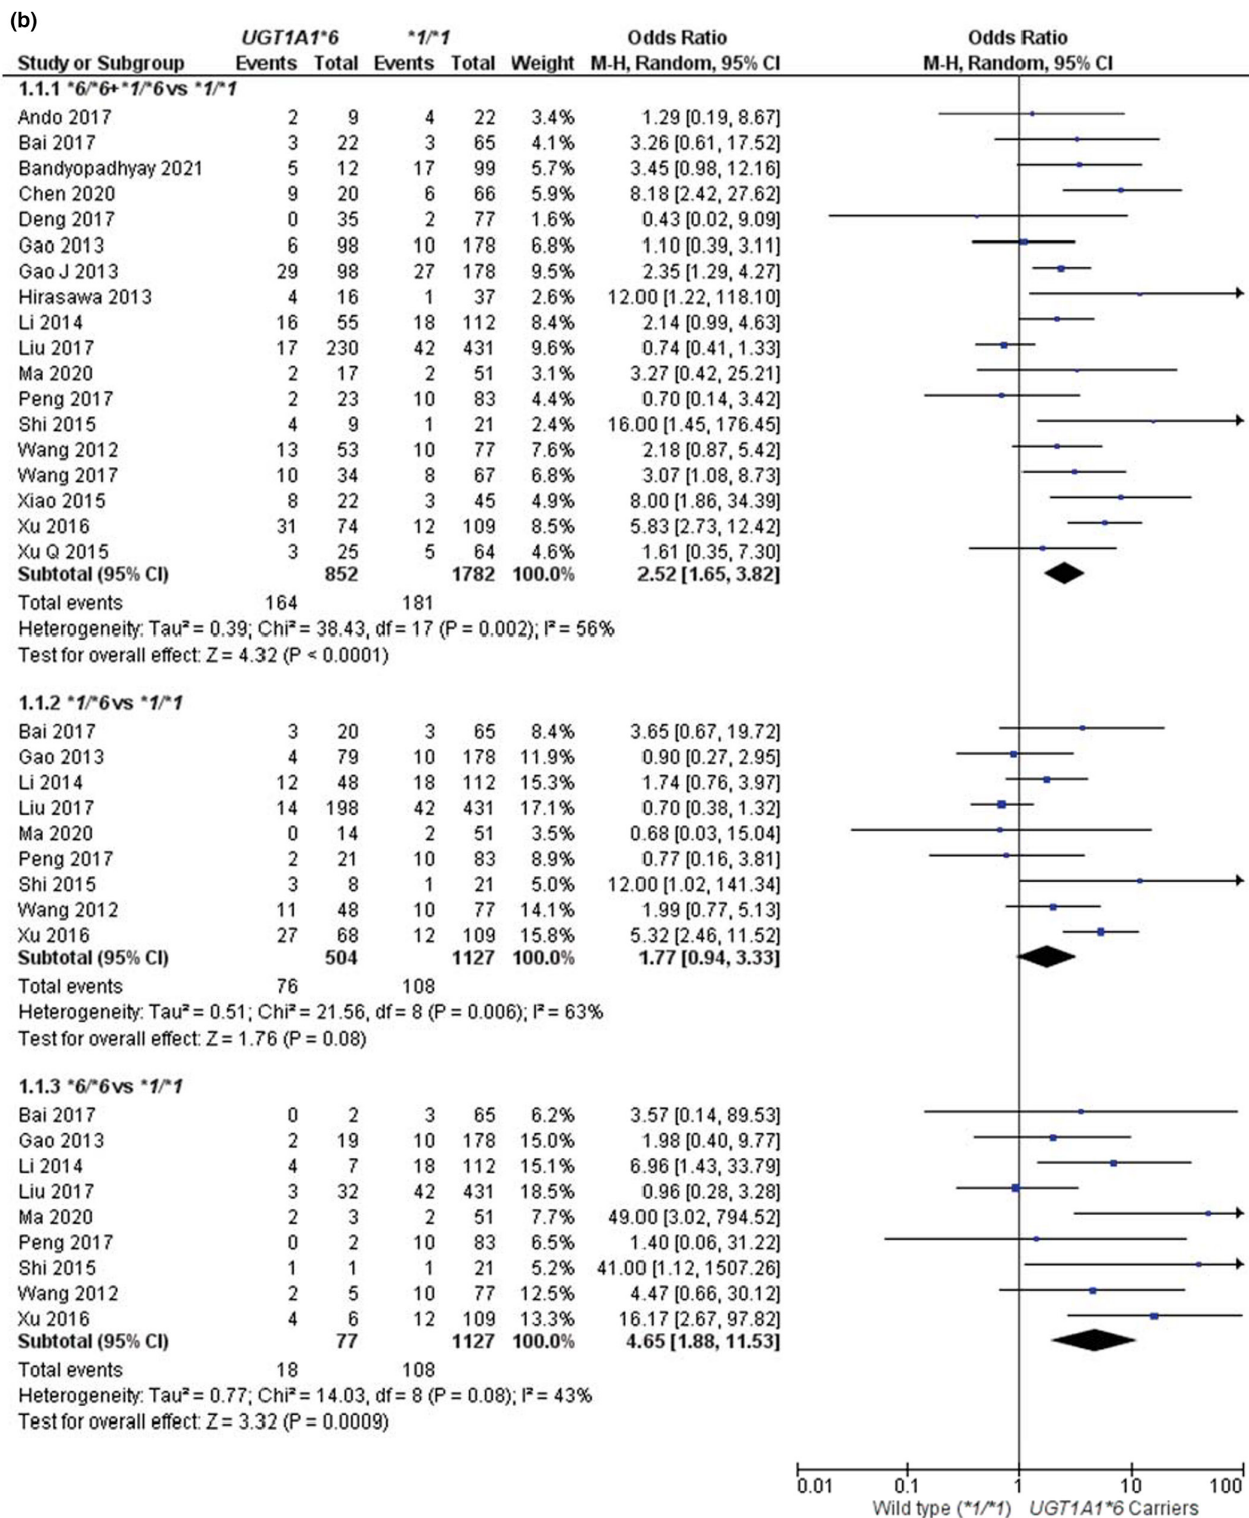 (b)
UGT1A1*6 *1/*1 Odds Ratio Odds Ratio
Study or Subgroup Events Total Events Total Weight M-H, Random, 95% CI M-H, Random, 95% CI
1.1.1 *6/*6+*1/*6 vs *1/*1
Ando 2017 2 9 4 22 3.4% 1.29 [0.19, 8.67]
Bai 2017 3 22 3 65 4.1% 3.26 [0.61, 17.52]
Bandyopadhyay 2021 5 12 17 99 5.7% 3.45 [0.98, 12.16]
Chen 2020 9 20 6 66 5.9% 8.18 [2.42, 27.62]
Deng 2017 0 35 2 77 1.6% 0.43 [0.02, 9.09]
Gao 2013 6 98 10 178 6.8% 1.10 [0.39, 3.11]
Gao J 2013 29 98 27 178 9.5% 2.35 [1.29, 4.27]
Hirasawa 2013 4 16 1 37 2.6% 12.00 [1.22, 118.10]
Li 2014 16 55 18 112 8.4% 2.14 [0.99, 4.63]
Liu 2017 17 230 42 431 9.6% 0.74 [0.41, 1.33]
Ma 2020 2 17 2 51 3.1% 3.27 [0.42, 25.21]
Peng 2017 2 23 10 83 4.4% 0.70 [0.14, 3.42]
Shi 2015 4 9 1 21 2.4% 16.00 [1.45, 176.45]
Wang 2012 13 53 10 77 7.6% 2.18 [0.87, 5.42]
Wang 2017 10 34 8 67 6.8% 3.07 [1.08, 8.73]
Xiao 2015 8 22 3 45 4.9% 8.00 [1.86, 34.39]
Xu 2016 31 74 12 109 8.5% 5.83 [2.73, 12.42]
Xu Q 2015 3 25 5 64 4.6% 1.61 [0.35, 7.30]
Subtotal (95% CI) 852 1782 100.0% 2.52 [1.65, 3.82]
Total events 164 181
Heterogeneity: Tau² = 0.39; Chi² = 38.43, df = 17 (P = 0.002); I² = 56%
Test for overall effect: Z = 4.32 (P < 0.0001)
1.1.2 *1/*6 vs *1/*1
Bai 2017 3 20 3 65 8.4% 3.65 [0.67, 19.72]
Gao 2013 4 79 10 178 11.9% 0.90 [0.27, 2.95]
Li 2014 12 48 18 112 15.3% 1.74 [0.76, 3.97]
Liu 2017 14 198 42 431 17.1% 0.70 [0.38, 1.32]
Ma 2020 0 14 2 51 3.5% 0.68 [0.03, 15.04]
Peng 2017 2 21 10 83 8.9% 0.77 [0.16, 3.81]
Shi 2015 3 8 1 21 5.0% 12.00 [1.02, 141.34]
Wang 2012 11 48 10 77 14.1% 1.99 [0.77, 5.13]
Xu 2016 27 68 12 109 15.8% 5.32 [2.46, 11.52]
Subtotal (95% CI) 504 1127 100.0% 1.77 [0.94, 3.33]
Total events 76 108
Heterogeneity: Tau² = 0.51; Chi² = 21.56, df = 8 (P = 0.006); I² = 63%
Test for overall effect: Z = 1.76 (P = 0.08)
1.1.3 *6/*6 vs *1/*1
Bai 2017 0 2 3 65 6.2% 3.57 [0.14, 89.53]
Gao 2013 2 19 10 178 15.0% 1.98 [0.40, 9.77]
Li 2014 4 7 18 112 15.1% 6.96 [1.43, 33.79]
Liu 2017 3 32 42 431 18.5% 0.96 [0.28, 3.28]
Ma 2020 2 3 2 51 7.7% 49.00 [3.02, 794.52]
Peng 2017 0 2 10 83 6.5% 1.40 [0.06, 31.22]
Shi 2015 1 1 1 21 5.2% 41.00 [1.12, 1507.26]
Wang 2012 2 5 10 77 12.5% 4.47 [0.66, 30.12]
Xu 2016 4 6 12 109 13.3% 16.17 [2.67, 97.82]
Subtotal (95% CI) 77 1127 100.0% 4.65 [1.88, 11.53]
Total events 18 108
Heterogeneity: Tau² = 0.77; Chi² = 14.03, df = 8 (P = 0.08); I² = 43%
Test for overall effect: Z = 3.32 (P = 0.0009)
0.01 0.1 1 10 100
Wild type (*1/*1) UGT1A1*6 Carriers